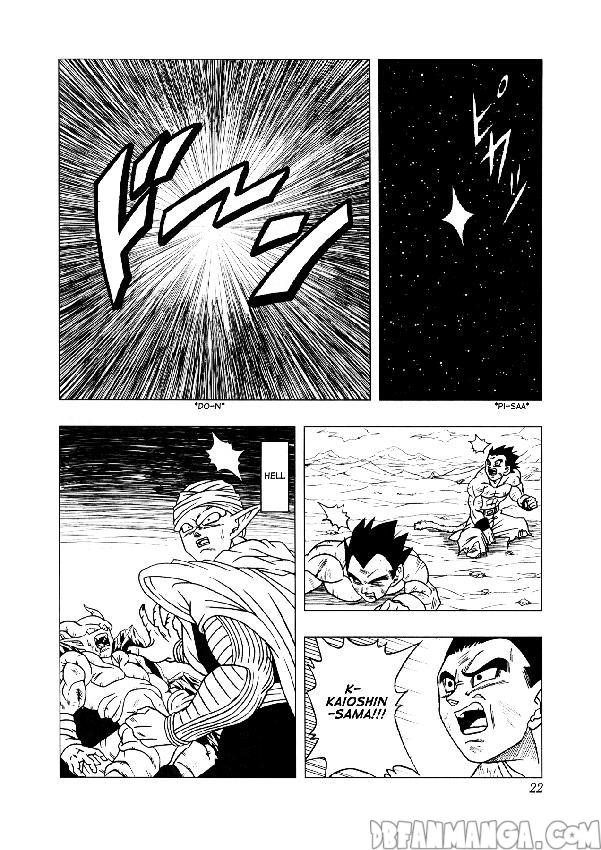 ピカッ
ドーン
*PI-SAA*
*DO-N*
HELL
K-
KAIOSHIN
-SAMA!!!
22
DBFANMANGA.COM